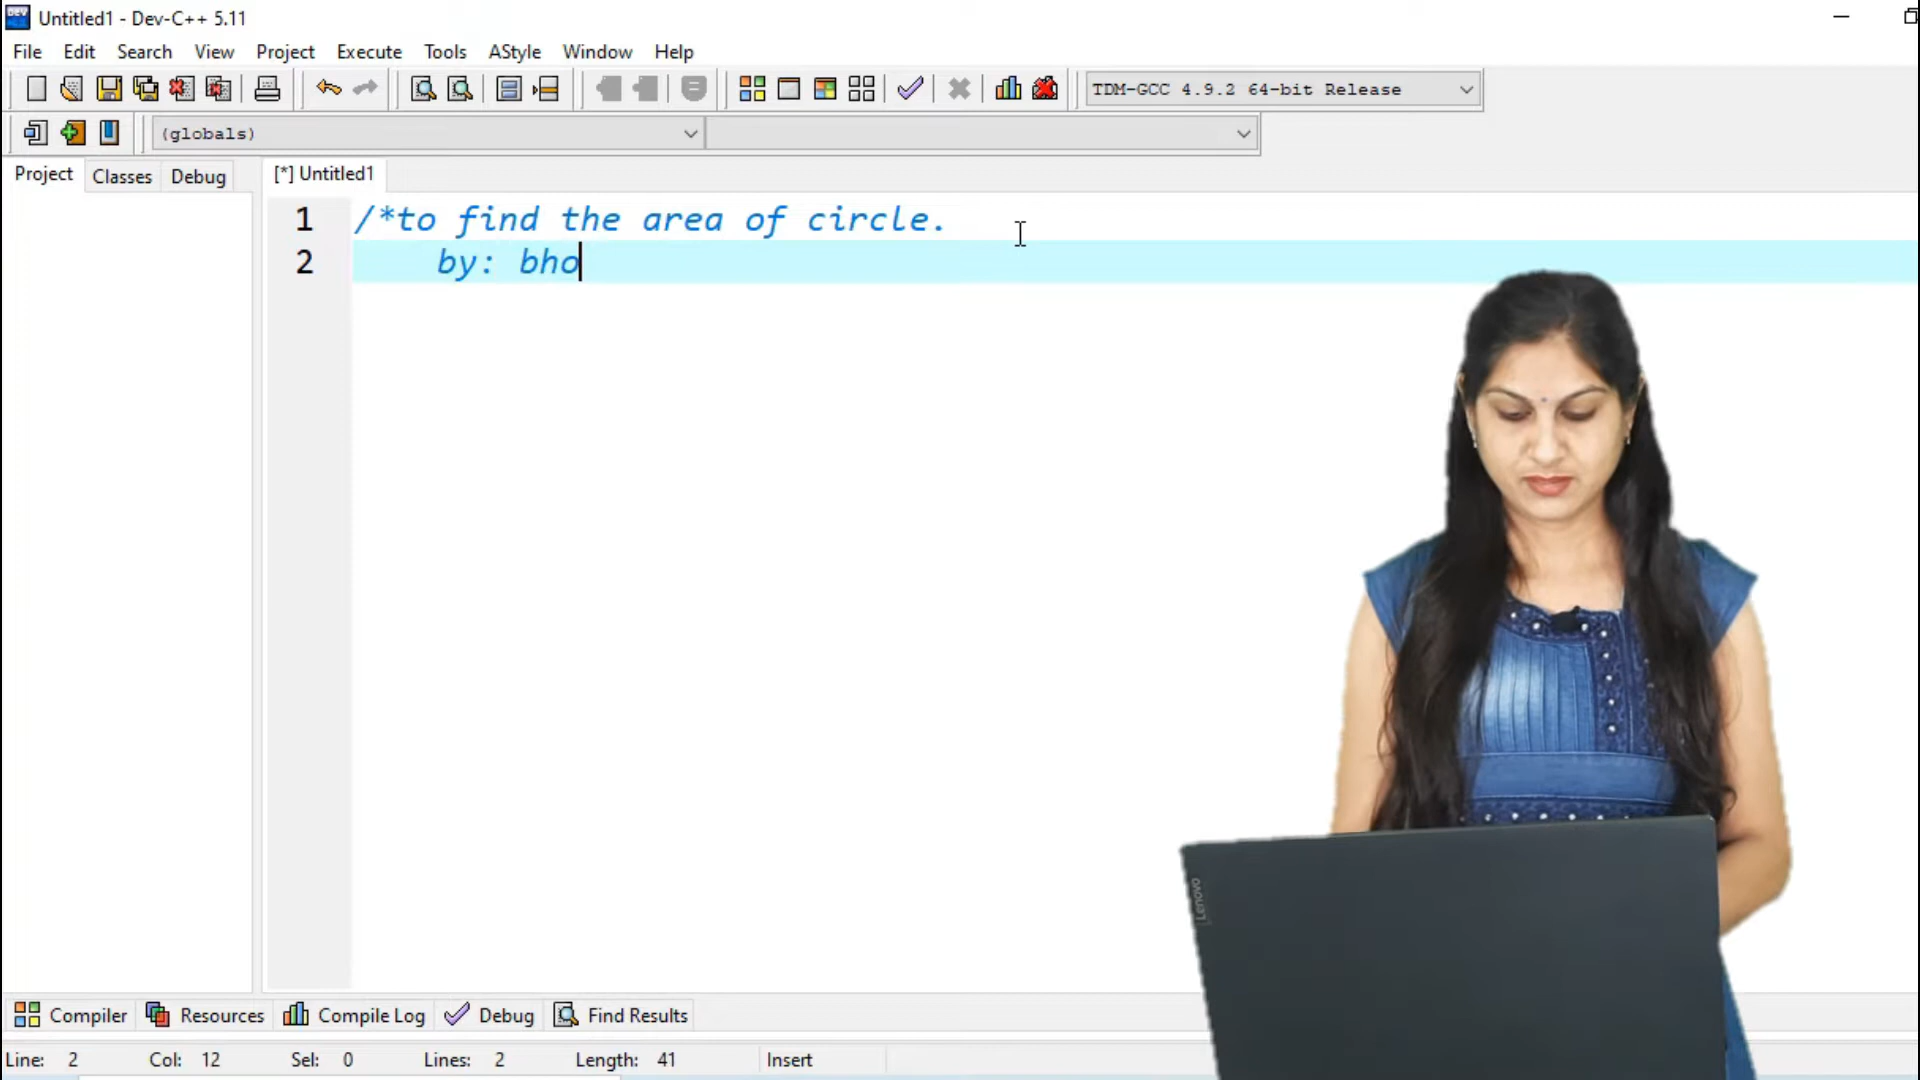 Untitled1 - Dev-C++ 5.11
File Edit Search View Project Execute Tools AStyle Window Help
TDM-GCC 4.9.2 64-bit Release
(globals)
Project Classes Debug [*] Untitled1
1 /*to find the area of circle.
2 by: bho
Lenovo
Compiler Resources Compile Log Debug Find Results
Line: 2 Col: 12 Sel: 0 Lines: 2 Length: 41 Insert